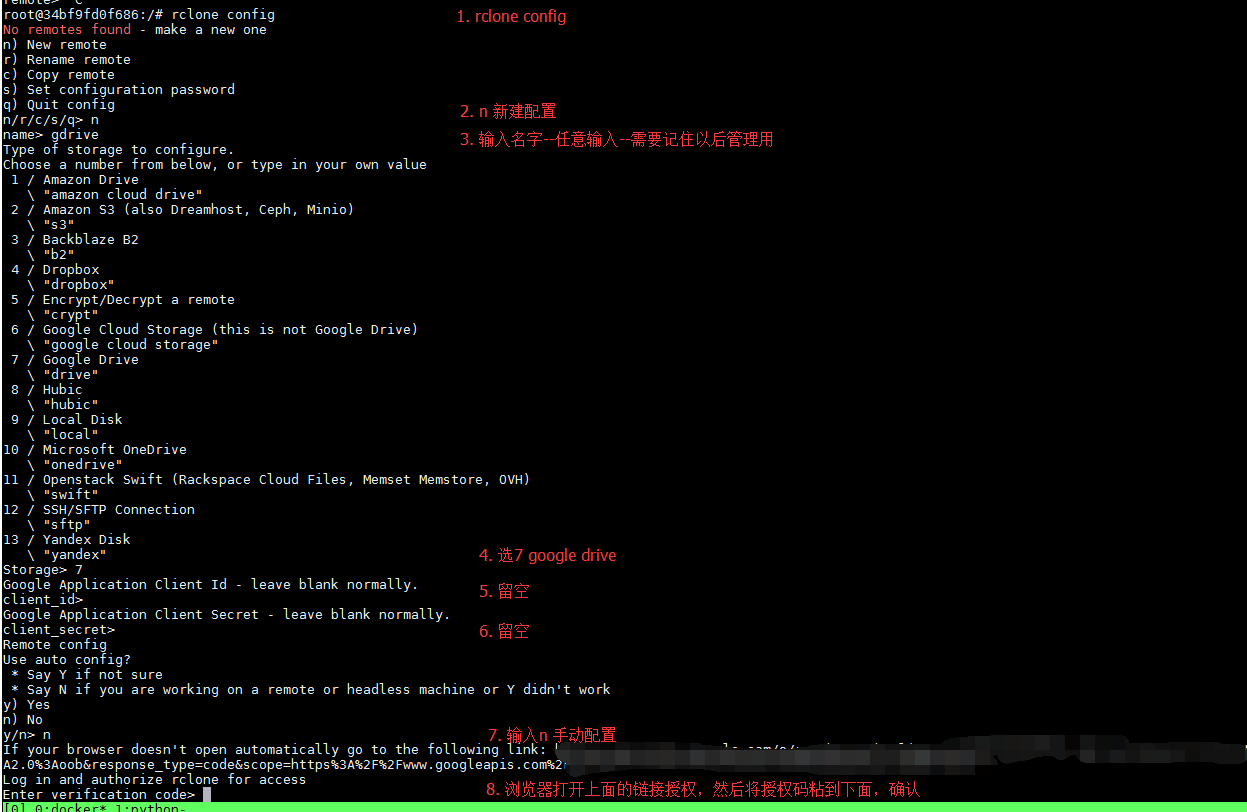 root@34bf9fd0f686:/# rclone config
1. rclone config
No remotes found - make a new one
n) New remote
r) Rename remote
c) Copy remote
s) Set configuration password
q) Quit config
n/r/c/s/q> n
2. n 新建配置
name> gdrive
3. 输入名字--任意输入--需要记住以后管理用
Type of storage to configure.
Choose a number from below, or type in your own value
1 / Amazon Drive
\ "amazon cloud drive"
2 / Amazon S3 (also Dreamhost, Ceph, Minio)
\ "s3"
3 / Backblaze B2
\ "b2"
4 / Dropbox
\ "dropbox"
5 / Encrypt/Decrypt a remote
\ "crypt"
6 / Google Cloud Storage (this is not Google Drive)
\ "google cloud storage"
7 / Google Drive
\ "drive"
8 / Hubic
\ "hubic"
9 / Local Disk
\ "local"
10 / Microsoft OneDrive
\ "onedrive"
11 / Openstack Swift (Rackspace Cloud Files, Memset Memstore, OVH)
\ "swift"
12 / SSH/SFTP Connection
\ "sftp"
13 / Yandex Disk
\ "yandex"
4. 选7 google drive
Storage> 7
Google Application Client Id - leave blank normally.
client_id>
5. 留空
Google Application Client Secret - leave blank normally.
client_secret>
6. 留空
Remote config
Use auto config?
* Say Y if not sure
* Say N if you are working on a remote or headless machine or Y didn't work
y) Yes
n) No
y/n> n
7. 输入n 手动配置
If your browser doesn't open automatically go to the following link:
A2.0%3Aoob&response_type=code&scope=https%3A%2F%2Fwww.googleapis.com%2F
Log in and authorize rclone for access
8. 浏览器打开上面的链接授权，然后将授权码粘到下面，确认
Enter verification code>
[0] 0:docker* 1:python-